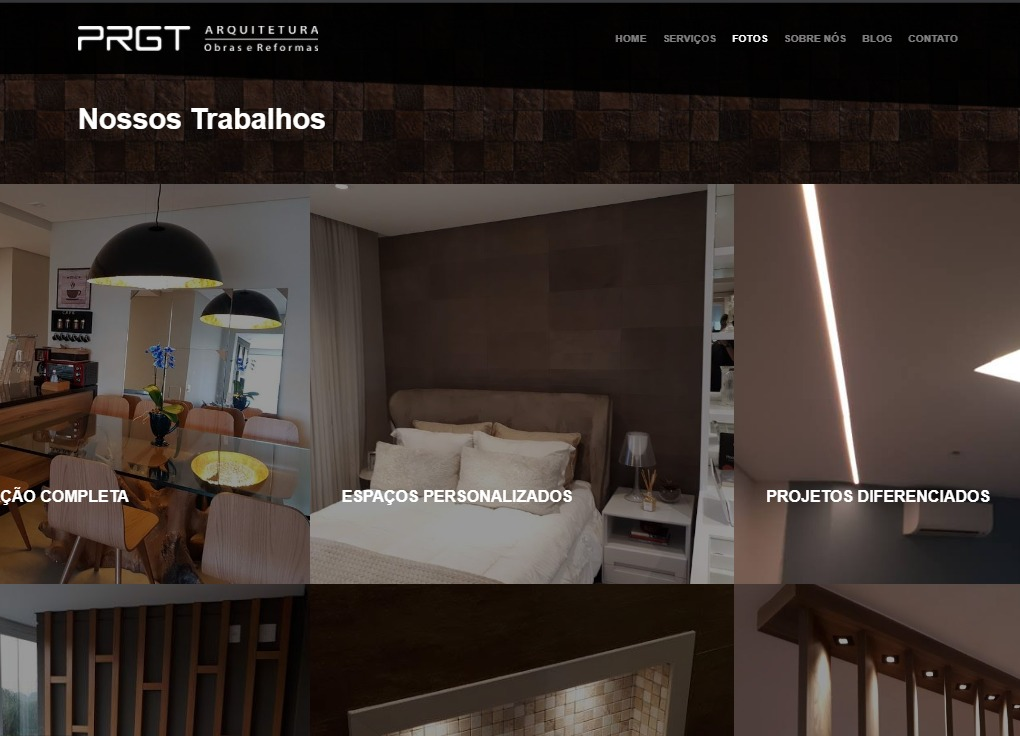 PRGT ARQUITETURA
Obras e Reformas
HOME SERVIÇOS FOTOS SOBRE NÓS BLOG CONTATO
Nossos Trabalhos
ÇÃO COMPLETA
ESPAÇOS PERSONALIZADOS
PROJETOS DIFERENCIADOS